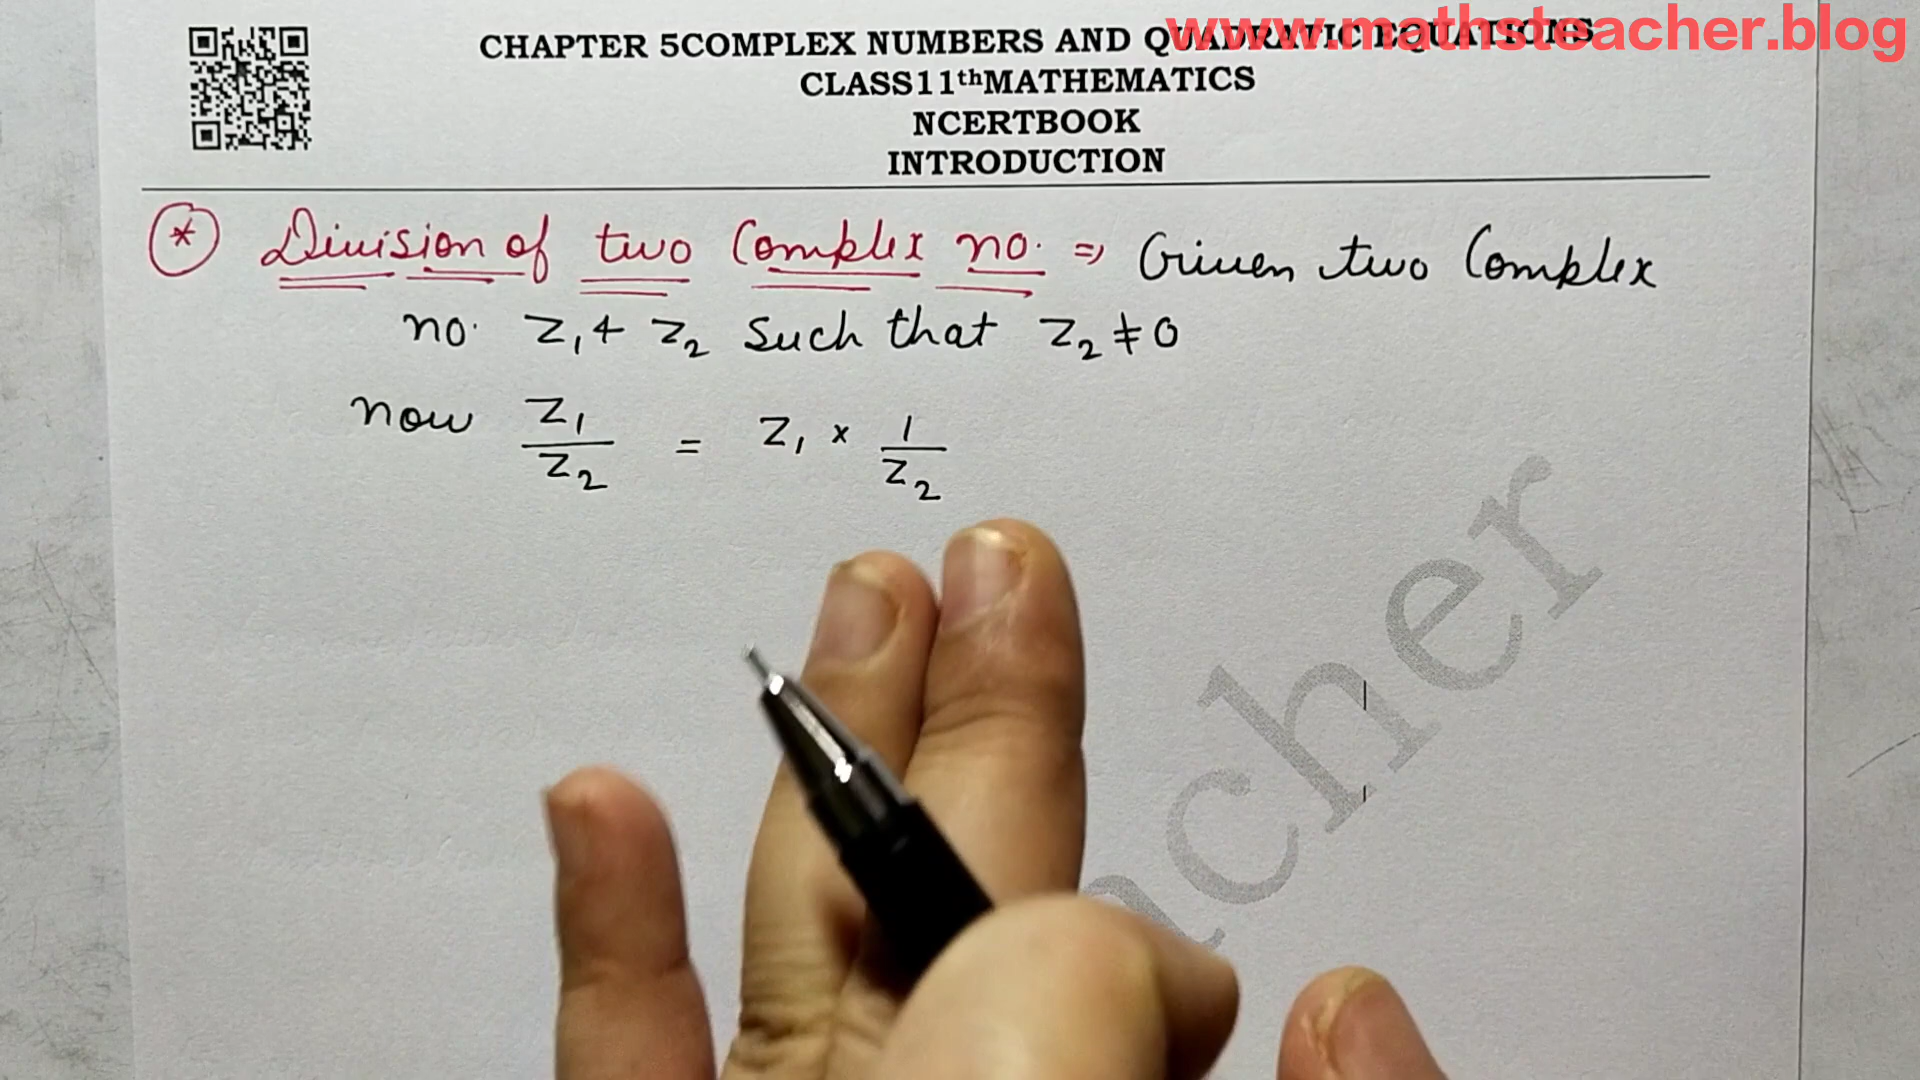 www.mathsteacher.blog
CHAPTER 5COMPLEX NUMBERS AND QUADRATIC EQUATIONS
CLASS11thMATHEMATICS
NCERTBOOK
INTRODUCTION
* Division of two Complex no. ⇒ Given two Complex
no. z₁ & z₂ such that z₂ ≠ 0
now z₁/z₂ = z₁ × 1/z₂
acher